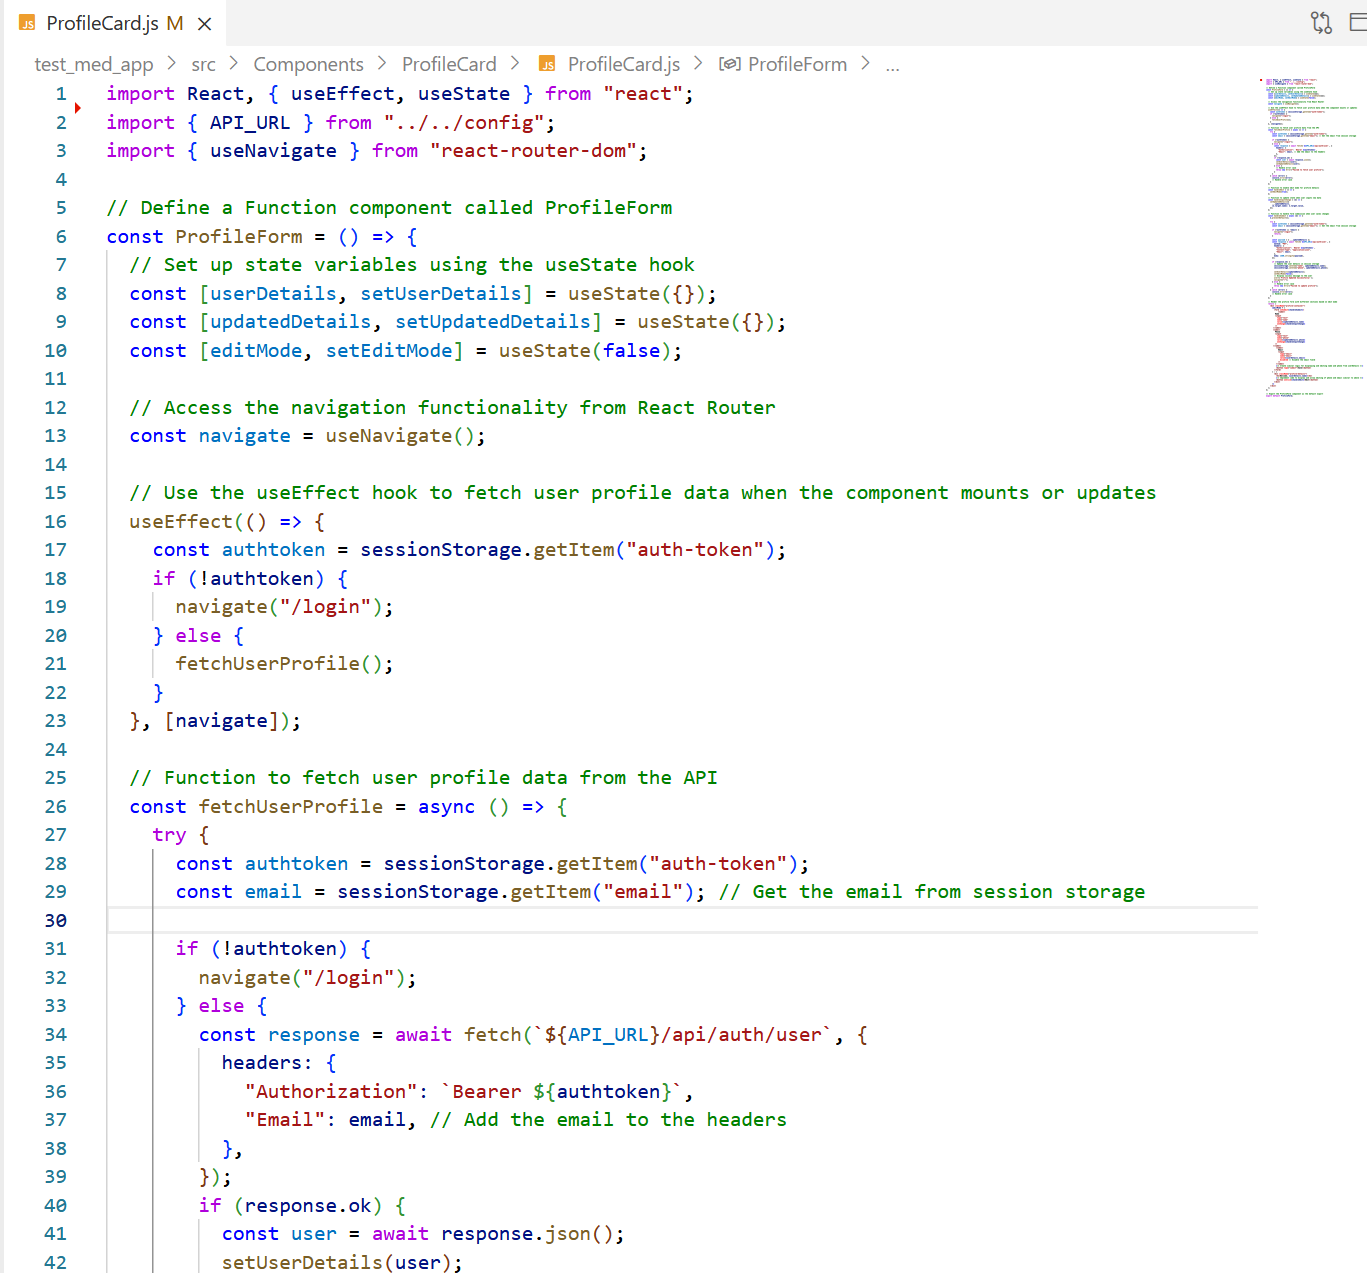 JS ProfileCard.js M
test_med_app > src > Components > ProfileCard > JS ProfileCard.js > ProfileForm > ...
1 import React, { useEffect, useState } from "react";
2 import { API_URL } from "../../config";
3 import { useNavigate } from "react-router-dom";
4
5 // Define a Function component called ProfileForm
6 const ProfileForm = () => {
7   // Set up state variables using the useState hook
8   const [userDetails, setUserDetails] = useState({});
9   const [updatedDetails, setUpdatedDetails] = useState({});
10   const [editMode, setEditMode] = useState(false);
11
12   // Access the navigation functionality from React Router
13   const navigate = useNavigate();
14
15   // Use the useEffect hook to fetch user profile data when the component mounts or updates
16   useEffect(() => {
17     const authtoken = sessionStorage.getItem("auth-token");
18     if (!authtoken) {
19       navigate("/login");
20     } else {
21       fetchUserProfile();
22     }
23   }, [navigate]);
24
25   // Function to fetch user profile data from the API
26   const fetchUserProfile = async () => {
27     try {
28       const authtoken = sessionStorage.getItem("auth-token");
29       const email = sessionStorage.getItem("email"); // Get the email from session storage
30
31       if (!authtoken) {
32         navigate("/login");
33       } else {
34         const response = await fetch(`${API_URL}/api/auth/user`, {
35           headers: {
36             "Authorization": `Bearer ${authtoken}`,
37             "Email": email, // Add the email to the headers
38           },
39         });
40         if (response.ok) {
41           const user = await response.json();
42           setUserDetails(user);